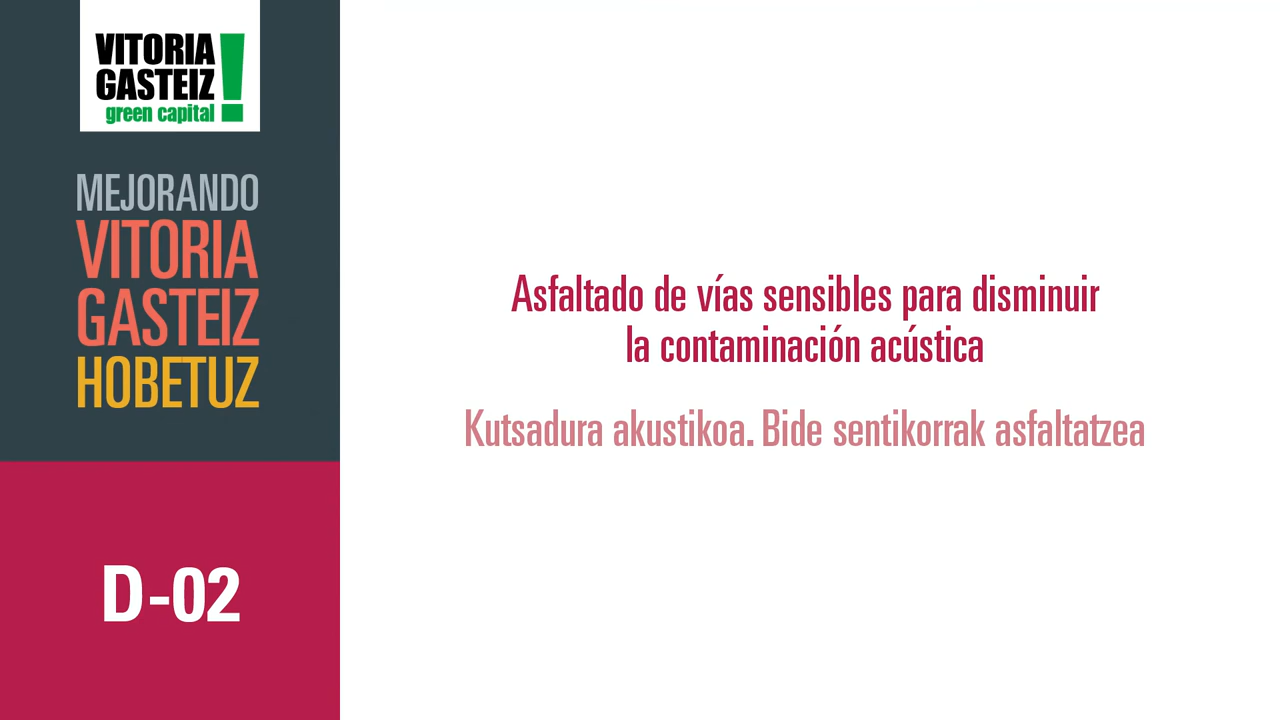 VITORIA
GASTEIZ !
green capital
MEJORANDO
VITORIA
GASTEIZ
HOBETUZ
D-02
Asfaltado de vías sensibles para disminuir
la contaminación acústica
Kutsadura akustikoa. Bide sentikorrak asfaltatzea